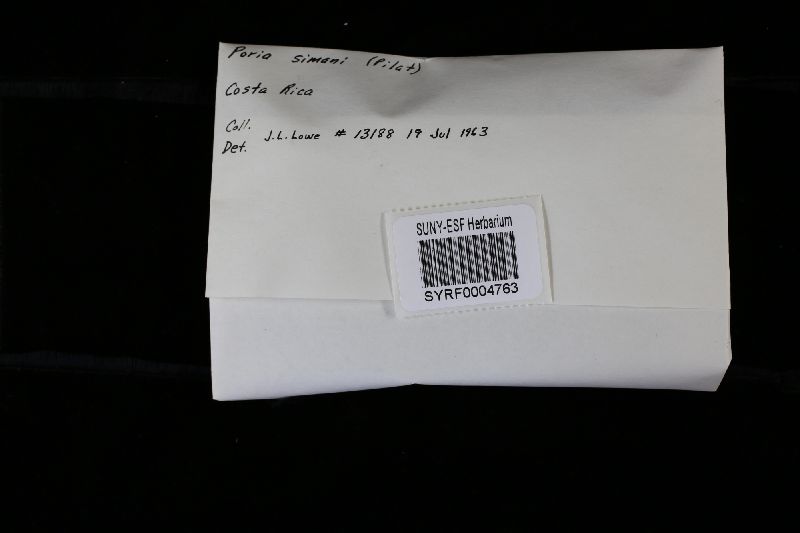 Poria simani (Pilat)
Costa Rica
Coll.
Det. J.L. Lowe # 13188 19 Jul 1963
SUNY-ESF Herbarium
SYRF0004763